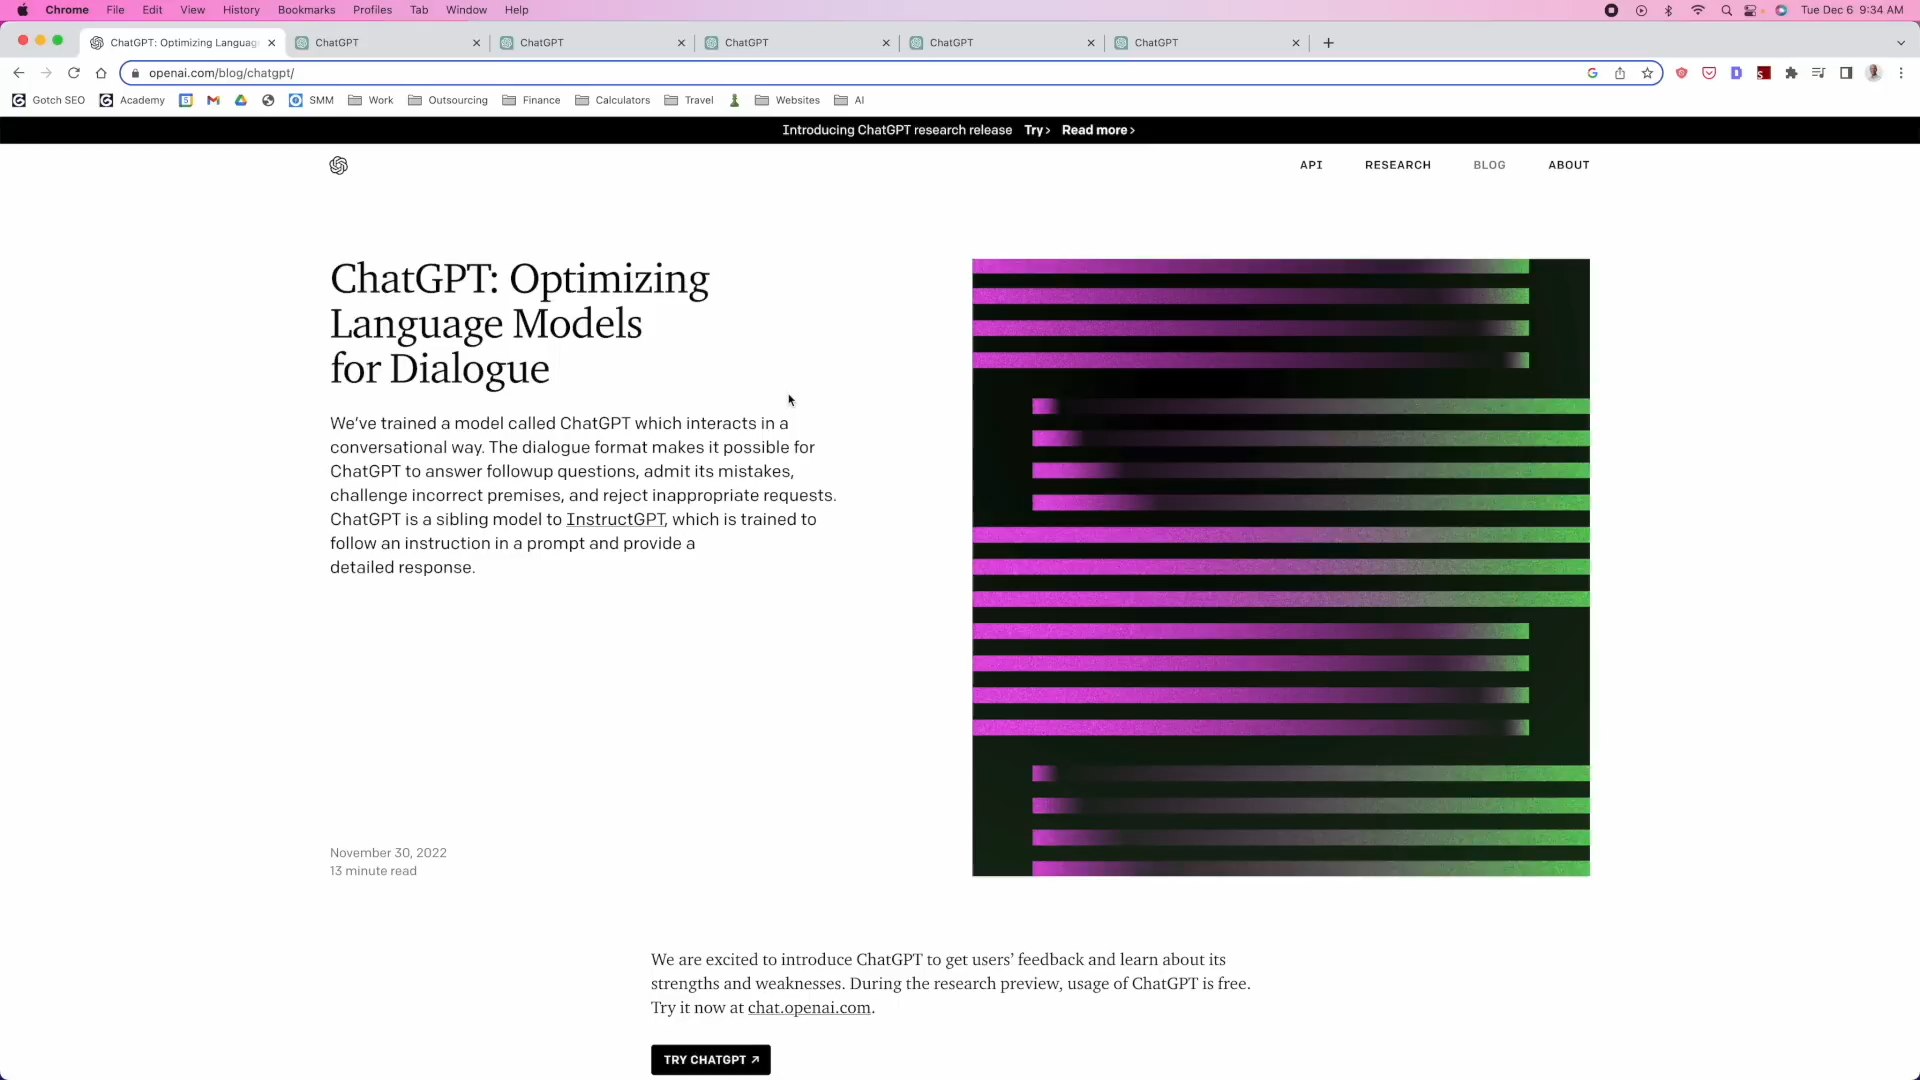 Chrome File Edit View History Bookmarks Profiles Tab Window Help Tue Dec 6 9:34 AM
ChatGPT: Optimizing Languag ChatGPT ChatGPT ChatGPT ChatGPT ChatGPT
openai.com/blog/chatgpt/
Gotch SEO Academy SMM Work Outsourcing Finance Calculators Travel Websites AI
Introducing ChatGPT research release Try› Read more›
API RESEARCH BLOG ABOUT
ChatGPT: Optimizing
Language Models
for Dialogue
We’ve trained a model called ChatGPT which interacts in a
conversational way. The dialogue format makes it possible for
ChatGPT to answer followup questions, admit its mistakes,
challenge incorrect premises, and reject inappropriate requests.
ChatGPT is a sibling model to InstructGPT, which is trained to
follow an instruction in a prompt and provide a
detailed response.
November 30, 2022
13 minute read
We are excited to introduce ChatGPT to get users’ feedback and learn about its
strengths and weaknesses. During the research preview, usage of ChatGPT is free.
Try it now at chat.openai.com.
TRY CHATGPT ↗